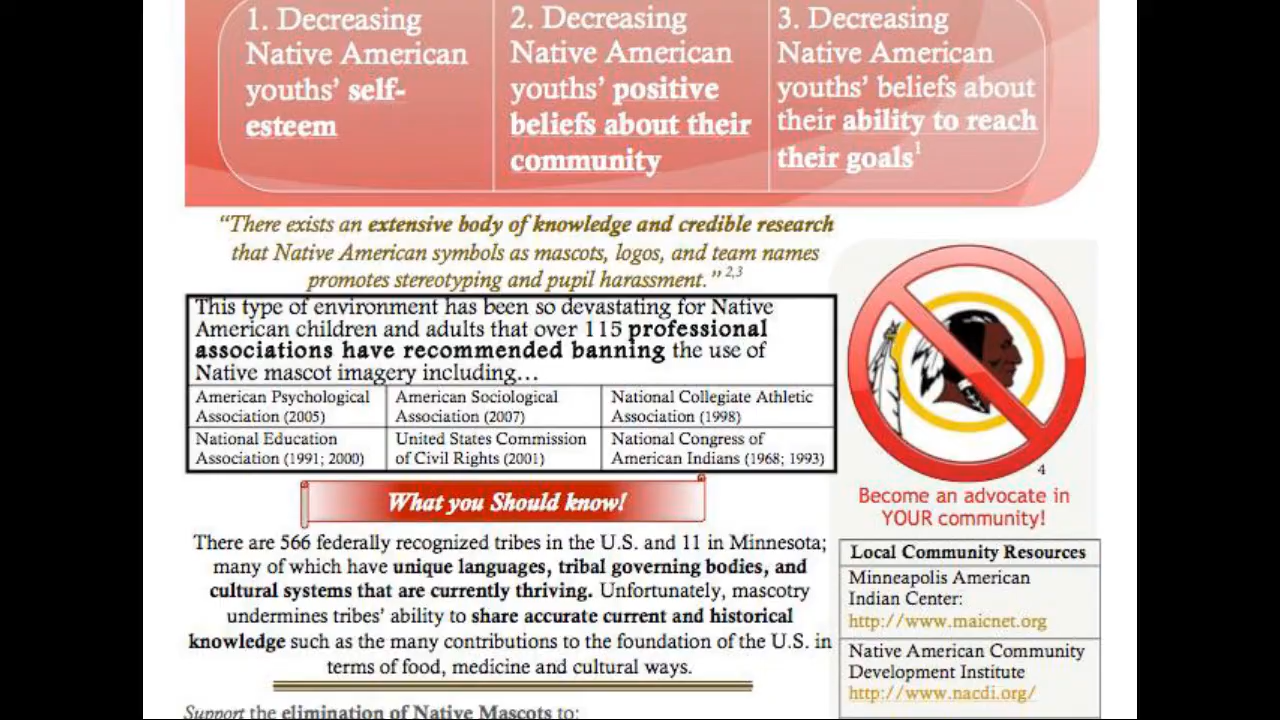 1. Decreasing
Native American
youths' self-
esteem
2. Decreasing
Native American
youths' positive
beliefs about their
community
3. Decreasing
Native American
youths' beliefs about
their ability to reach
their goals1
"There exists an extensive body of knowledge and credible research
that Native American symbols as mascots, logos, and team names
promotes stereotyping and pupil harassment." 2,3
This type of environment has been so devastating for Native
American children and adults that over 115 professional
associations have recommended banning the use of
Native mascot imagery including…
American Psychological
Association (2005)
American Sociological
Association (2007)
National Collegiate Athletic
Association (1998)
National Education
Association (1991; 2000)
United States Commission
of Civil Rights (2001)
National Congress of
American Indians (1968; 1993)
What you Should know!
There are 566 federally recognized tribes in the U.S. and 11 in Minnesota;
many of which have unique languages, tribal governing bodies, and
cultural systems that are currently thriving. Unfortunately, mascotry
undermines tribes' ability to share accurate current and historical
knowledge such as the many contributions to the foundation of the U.S. in
terms of food, medicine and cultural ways.
Support the elimination of Native Mascots to:
4
Become an advocate in
YOUR community!
Local Community Resources
Minneapolis American
Indian Center:
http://www.maicnet.org
Native American Community
Development Institute
http://www.nacdi.org/